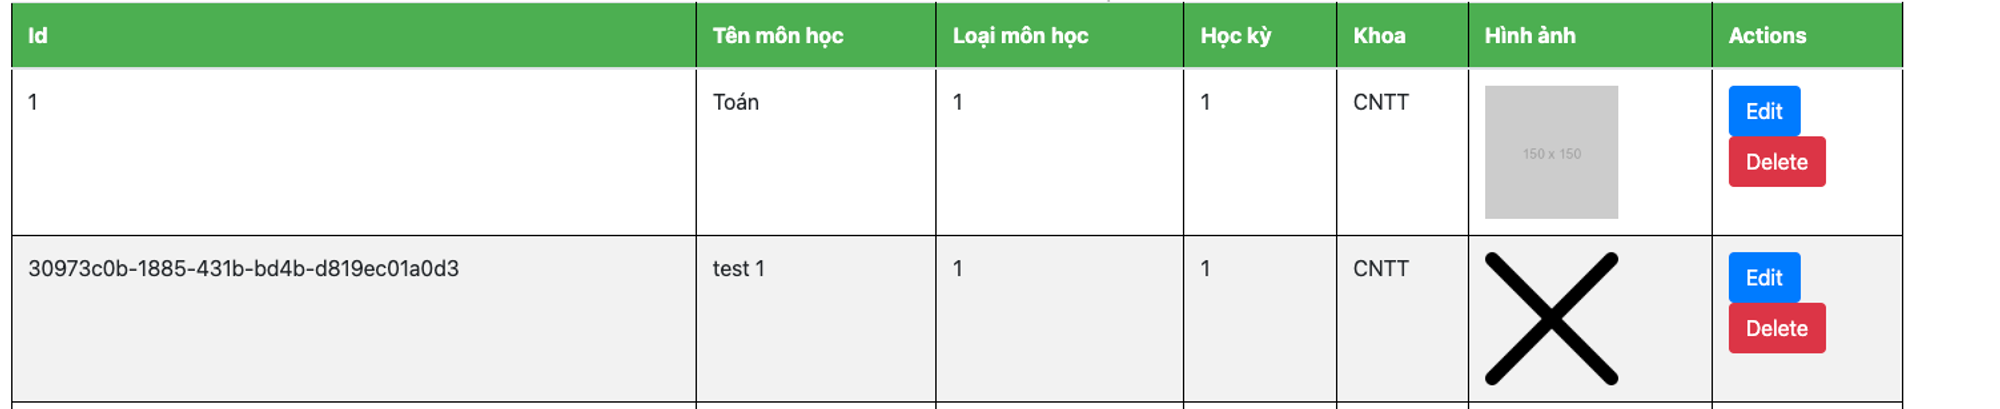 Id Tên môn học Loại môn học Học kỳ Khoa Hình ảnh Actions
1 Toán 1 1 CNTT 150 x 150 Edit
Delete
30973c0b-1885-431b-bd4b-d819ec01a0d3 test 1 1 1 CNTT Edit
Delete